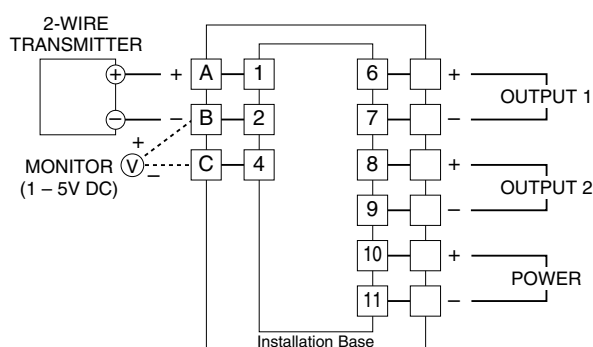 2-WIRE
TRANSMITTER
+ + A 1 6 +
OUTPUT 1
– – B 2 7 –
+
MONITOR V C 4 8 +
–
(1 – 5V DC)
OUTPUT 2
9 –
10 +
POWER
11 –
Installation Base